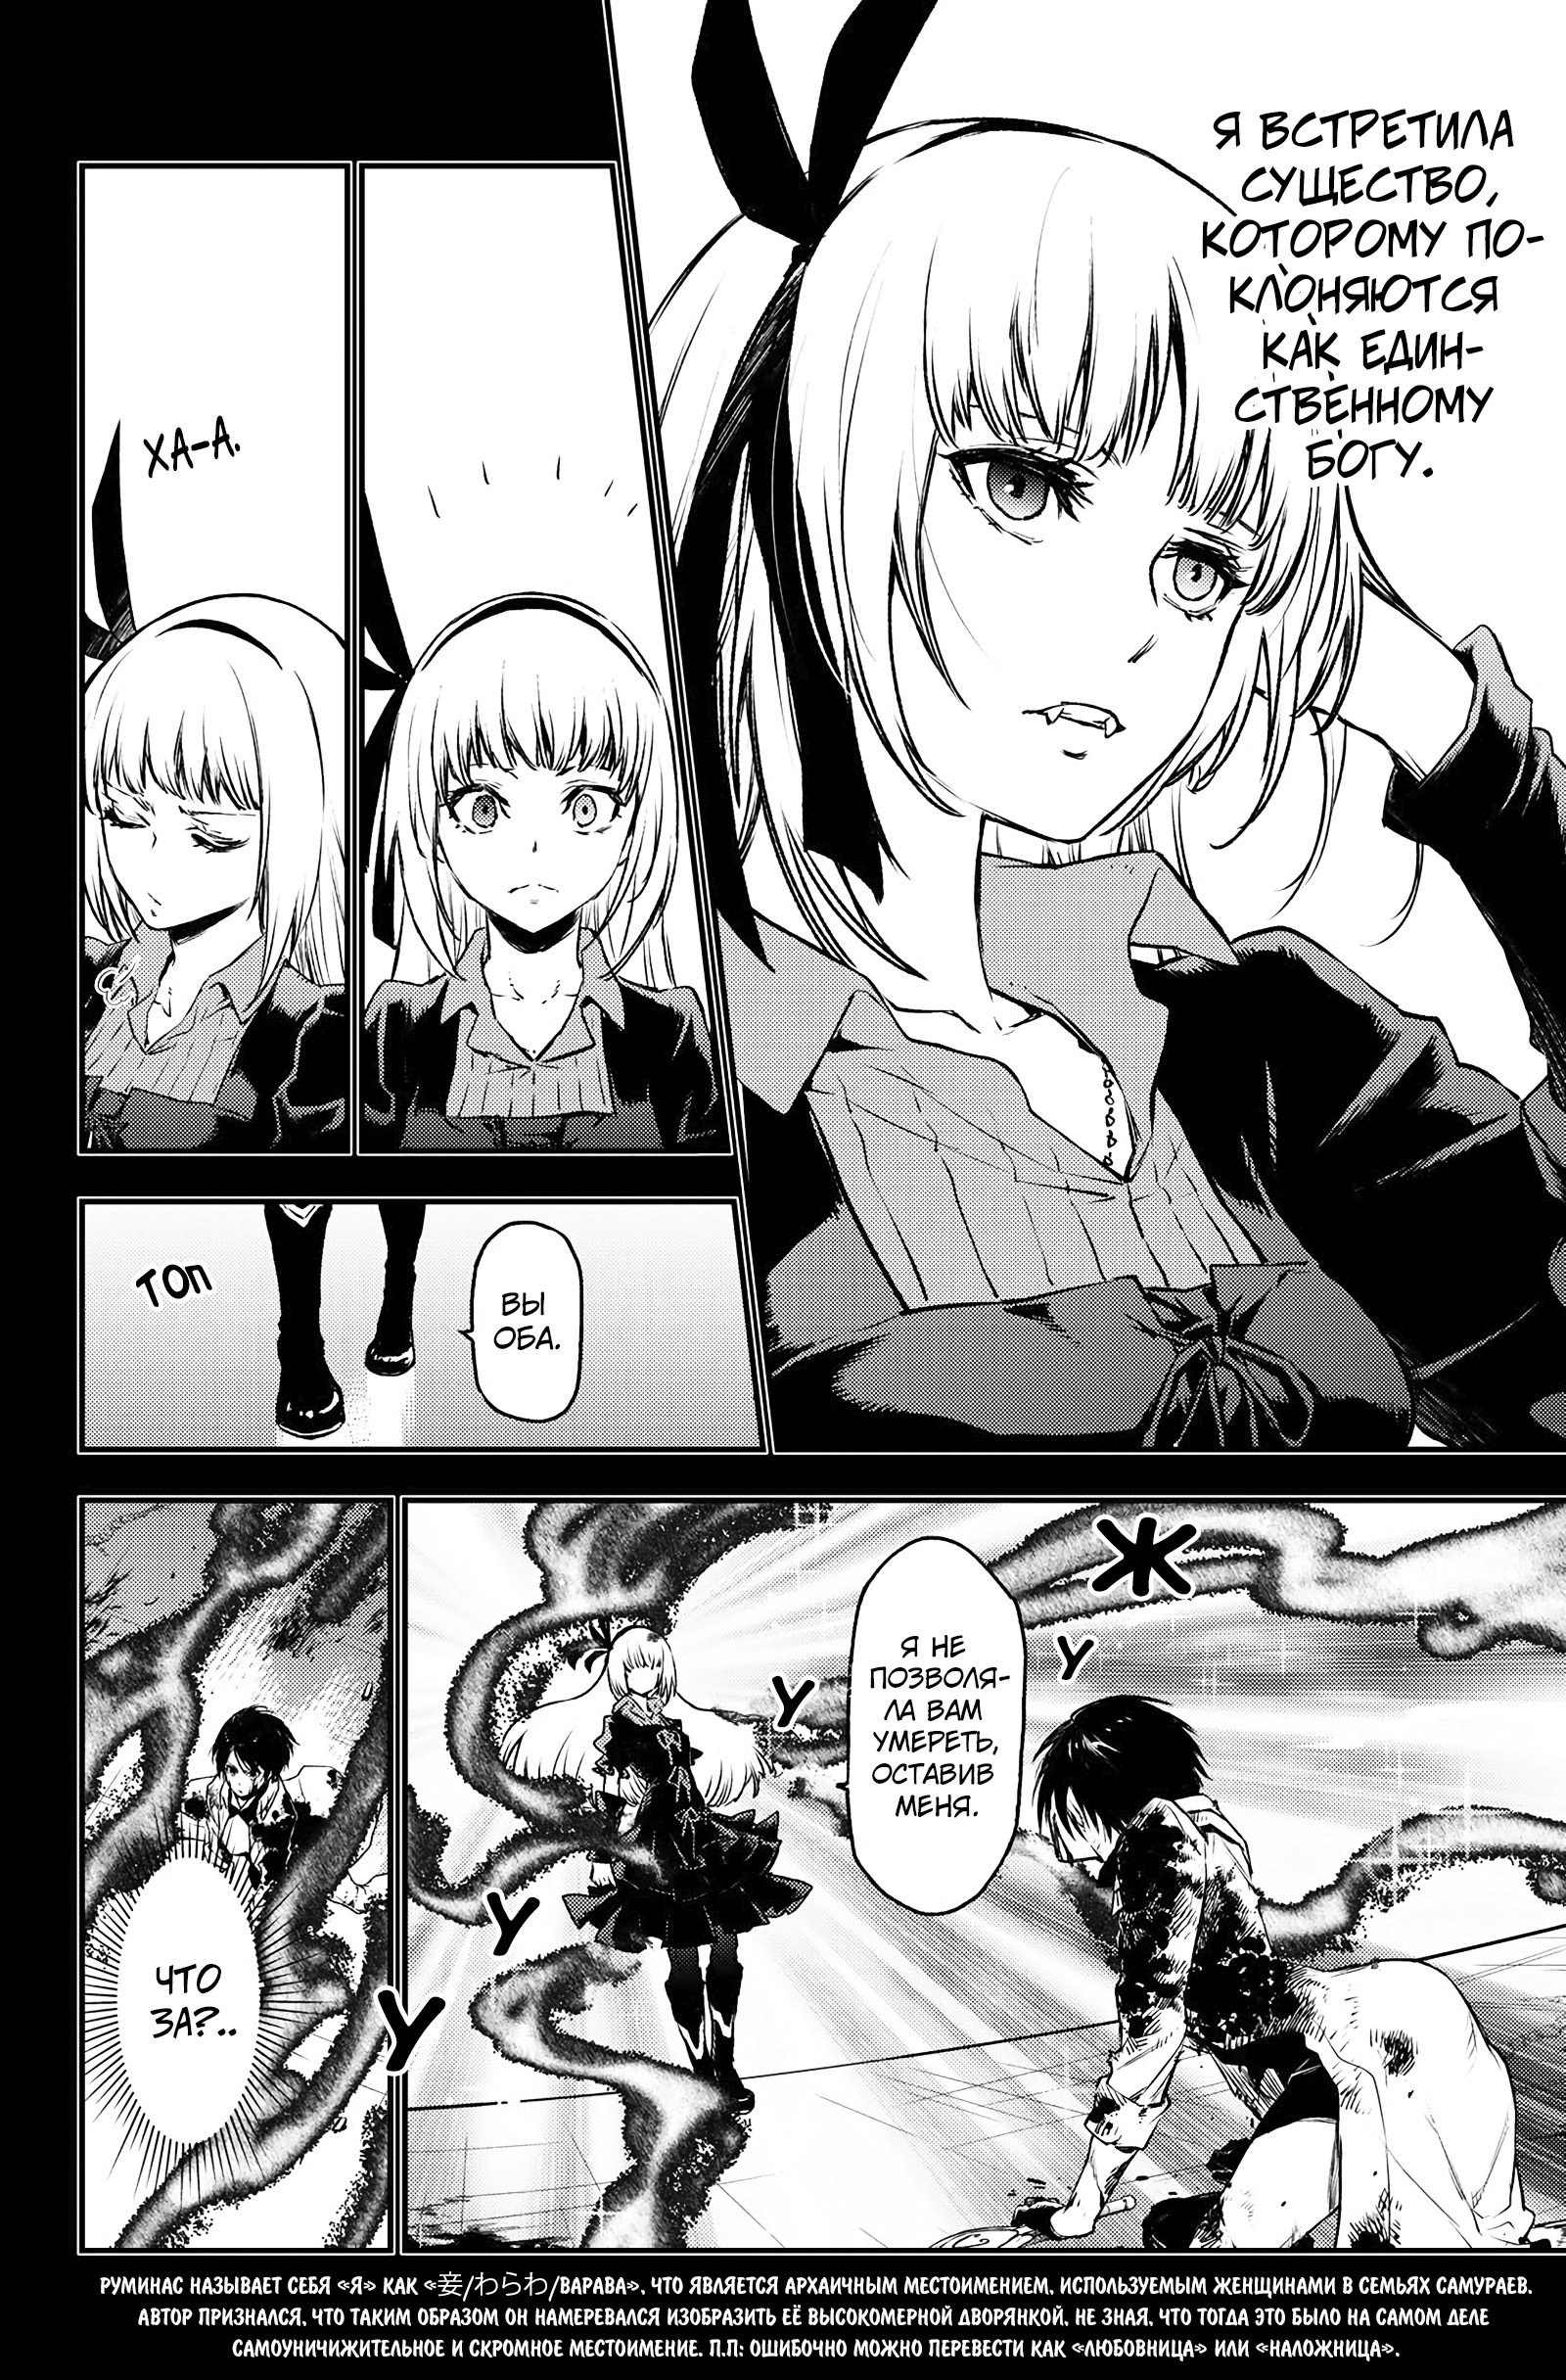 Я ВСТРЕТИЛА
СУЩЕСТВО,
КОТОРОМУ ПО-
КЛОНЯЮТСЯ
КАК ЕДИН-
СТВЕННОМУ
БОГУ.
ХА-А.
ТОП
ВЫ
ОБА.
Ж
У
У
У
У
Я НЕ
ПОЗВОЛЯ-
ЛА ВАМ
УМЕРЕТЬ,
ОСТАВИВ
МЕНЯ.
ЧТО
ЗА?..
РУМИНАС НАЗЫВАЕТ СЕБЯ «Я» КАК «妾/わらわ/ВАРАВА», ЧТО ЯВЛЯЕТСЯ АРХАИЧНЫМ МЕСТОИМЕНИЕМ, ИСПОЛЬЗУЕМЫМ ЖЕНЩИНАМИ В СЕМЬЯХ САМУРАЕВ.
АВТОР ПРИЗНАЛСЯ, ЧТО ТАКИМ ОБРАЗОМ ОН НАМЕРЕВАЛСЯ ИЗОБРАЗИТЬ ЕЁ ВЫСОКОМЕРНОЙ ДВОРЯНКОЙ, НЕ ЗНАЯ, ЧТО ТОГДА ЭТО БЫЛО НА САМОМ ДЕЛЕ
САМОУНИЧИЖИТЕЛЬНОЕ И СКРОМНОЕ МЕСТОИМЕНИЕ. П.П: ОШИБОЧНО МОЖНО ПЕРЕВЕСТИ КАК «ЛЮБОВНИЦА» ИЛИ «НАЛОЖНИЦА».